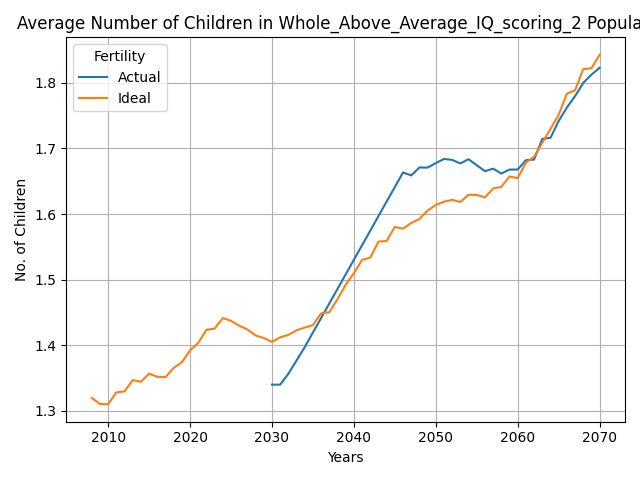 Average Number of Children in Whole_Above_Average_IQ_scoring_2 Popula
Fertility
Actual
Ideal
No. of Children
1.8
1.7
1.6
1.5
1.4
1.3
2010 2020 2030 2040 2050 2060 2070
Years